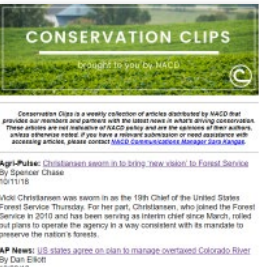 CONSERVATION CLIPS
brought to you by NACD
Conservation Clips is a weekly collection of articles distributed by NACD that
provides our members and partners with the latest news in what's driving conservation.
These articles are not indicative of NACD policy and are the opinions of their authors,
unless otherwise noted. If you have a relevant submission or need assistance with
accessing articles, please contact NACD Communications Manager Sara Kangas.
Agri-Pulse: Christiansen sworn in to bring 'new vision' to Forest Service
By Spencer Chase
10/11/18
Vicki Christiansen was sworn in as the 19th Chief of the United States
Forest Service Thursday. For her part, Christiansen, who joined the Forest
Service in 2010 and has been serving as interim chief since March, rolled
out plans to operate the agency in a way consistent with its mandate to
preserve the nation's forests.
AP News: US states agree on plan to manage overtaxed Colorado River
By Dan Elliott